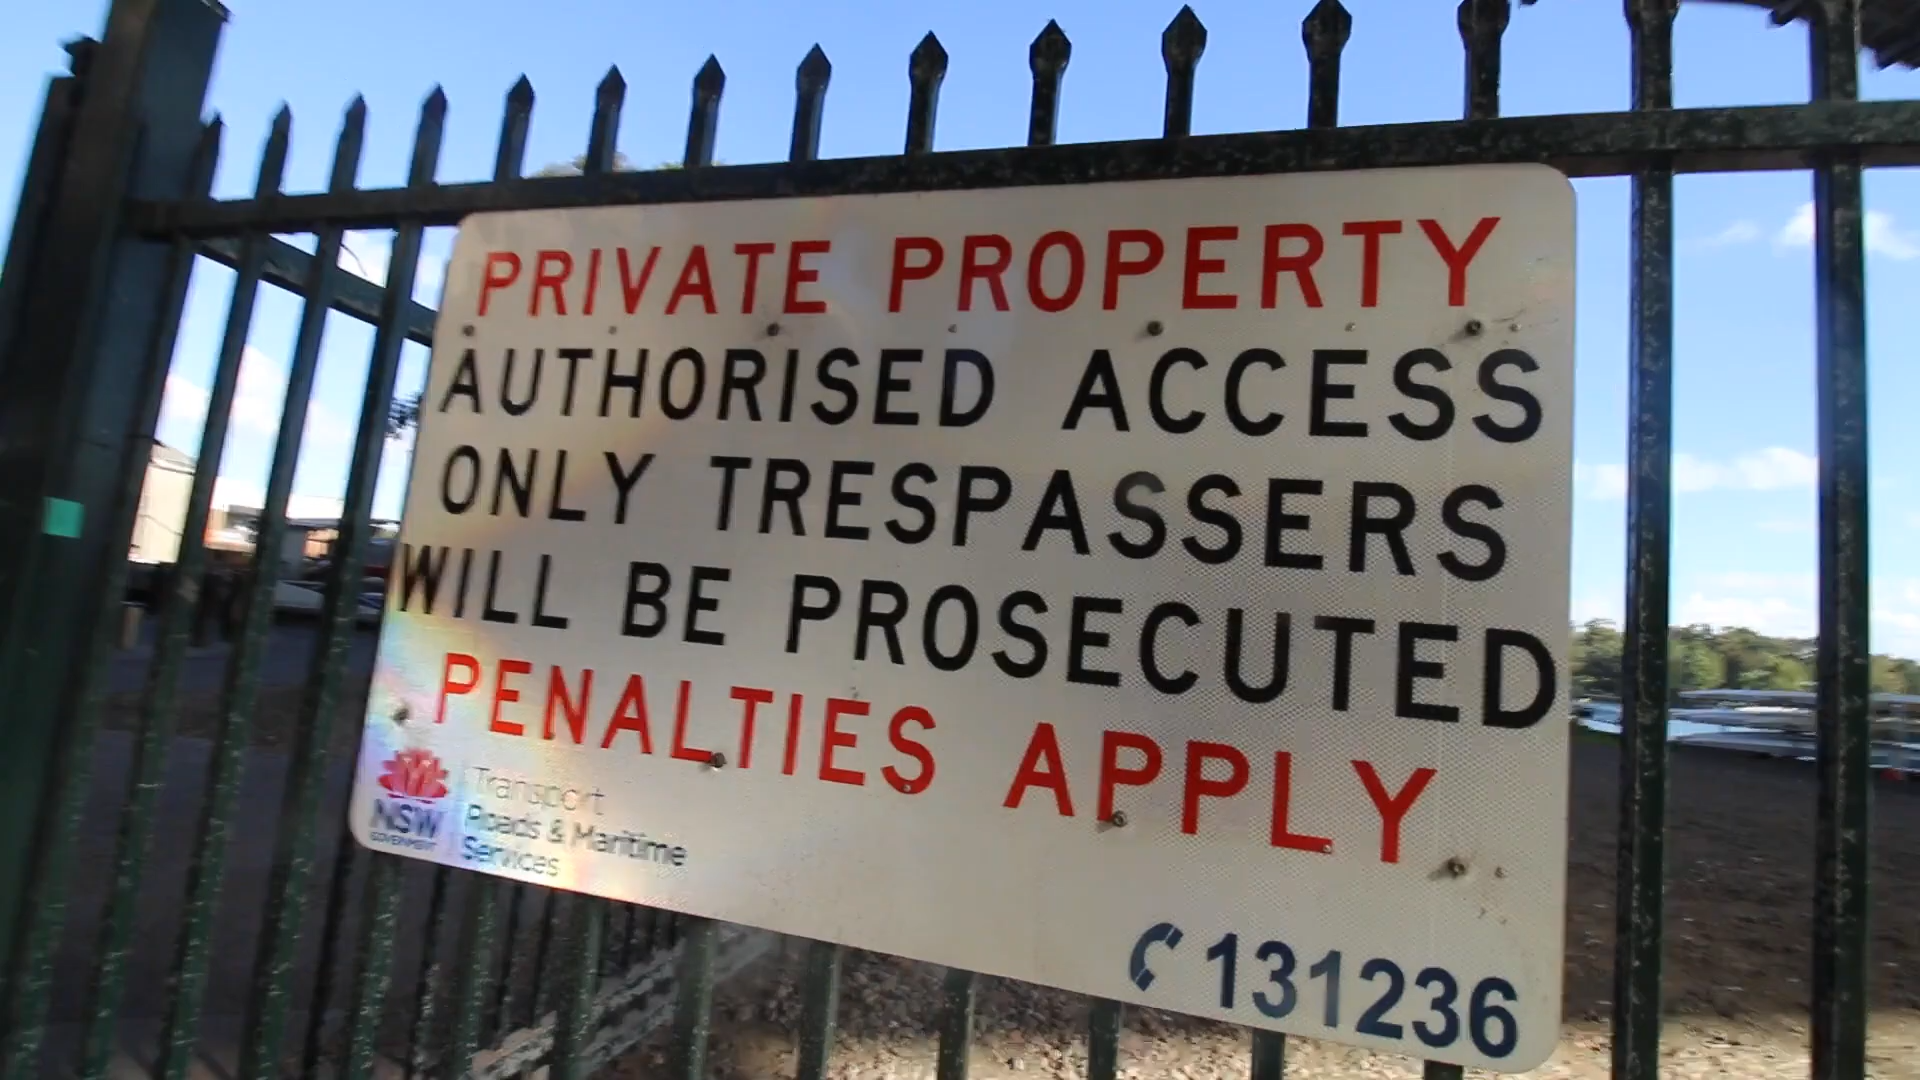 PRIVATE PROPERTY
AUTHORISED ACCESS
ONLY TRESPASSERS
WILL BE PROSECUTED
PENALTIES APPLY
NSW
GOVERNMENT
Transport
Roads & Maritime
Services
131236